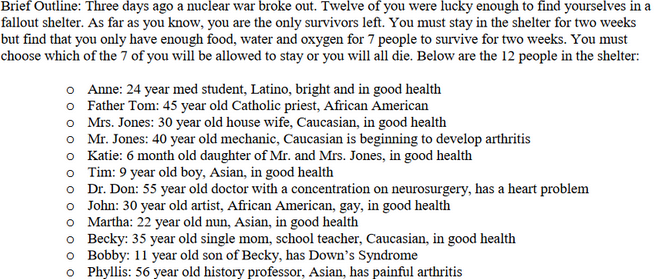 Brief Outline: Three days ago a nuclear war broke out. Twelve of you were lucky enough to find yourselves in a
fallout shelter. As far as you know, you are the only survivors left. You must stay in the shelter for two weeks
but find that you only have enough food, water and oxygen for 7 people to survive for two weeks. You must
choose which of the 7 of you will be allowed to stay or you will all die. Below are the 12 people in the shelter:
o Anne: 24 year med student, Latino, bright and in good health
o Father Tom: 45 year old Catholic priest, African American
o Mrs. Jones: 30 year old house wife, Caucasian, in good health
o Mr. Jones: 40 year old mechanic, Caucasian is beginning to develop arthritis
o Katie: 6 month old daughter of Mr. and Mrs. Jones, in good health
o Tim: 9 year old boy, Asian, in good health
o Dr. Don: 55 year old doctor with a concentration on neurosurgery, has a heart problem
o John: 30 year old artist, African American, gay, in good health
o Martha: 22 year old nun, Asian, in good health
o Becky: 35 year old single mom, school teacher, Caucasian, in good health
o Bobby: 11 year old son of Becky, has Down's Syndrome
o Phyllis: 56 year old history professor, Asian, has painful arthritis